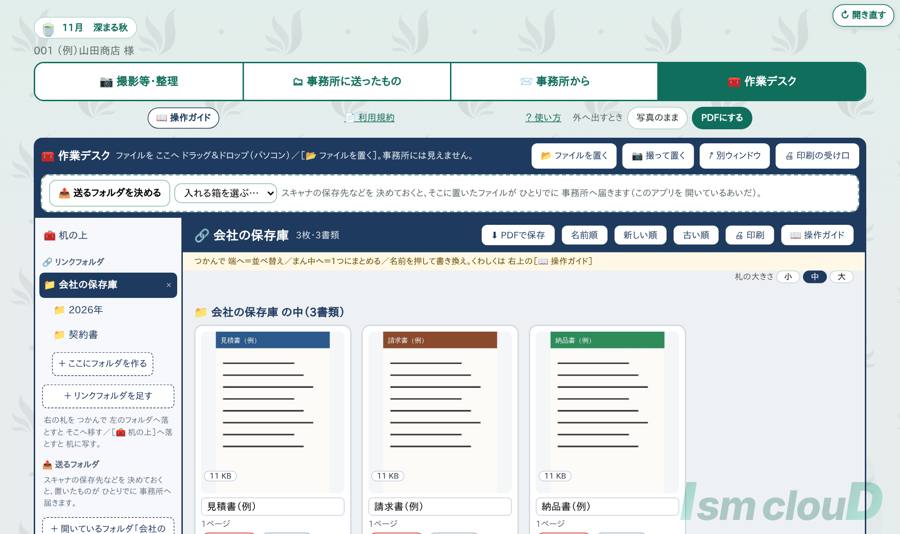 ↻ 開き直す
🍵 11月 深まる秋
001 (例)山田商店 様
📷 撮影等・整理
🗂 事務所に送ったもの
📨 事務所から
🧰 作業デスク
📖 操作ガイド
📄 利用規約
? 使い方
外へ出すとき
写真のまま
PDFにする
🧰 作業デスク ファイルを ここへ ドラッグ&ドロップ(パソコン)／[📂 ファイルを置く]。事務所には見えません。
📂 ファイルを置く
📷 撮って置く
⤴ 別ウィンドウ
🖨 印刷の受け口
📤 送るフォルダを決める
入れる箱を選ぶ…
スキャナの保存先などを 決めておくと、そこに置いたファイルが ひとりでに 事務所へ届きます(このアプリを 開いているあいだ)。
🧰 机の上
🔗 リンクフォルダ
📁 会社の保存庫 ×
📁 2026年
📁 契約書
+ ここにフォルダを作る
+ リンクフォルダを足す
右の札を つかんで 左のフォルダへ落
とすと そこへ移す／[🧰 机の上]へ落
とすと 机に写す。
📤 送るフォルダ
スキャナの保存先などを 決めておく
と、置いたものが ひとりでに 事務所へ
届きます。
+ 開いているフォルダ「会社の
🔗 会社の保存庫 3枚・3書類
⬇ PDFで保存
名前順
新しい順
古い順
🖨 印刷
📖 操作ガイド
つかんで 端へ=並べ替え／まん中へ=1つにまとめる／名前を押して書き換え。くわしくは 右上の[📖 操作ガイド]
札の大きさ 小 中 大
📁 会社の保存庫 の中(3書類)
見積書(例)
11 KB
見積書(例)
1ページ
請求書(例)
11 KB
請求書(例)
1ページ
納品書(例)
11 KB
納品書(例)
1ページ
Ism clouD